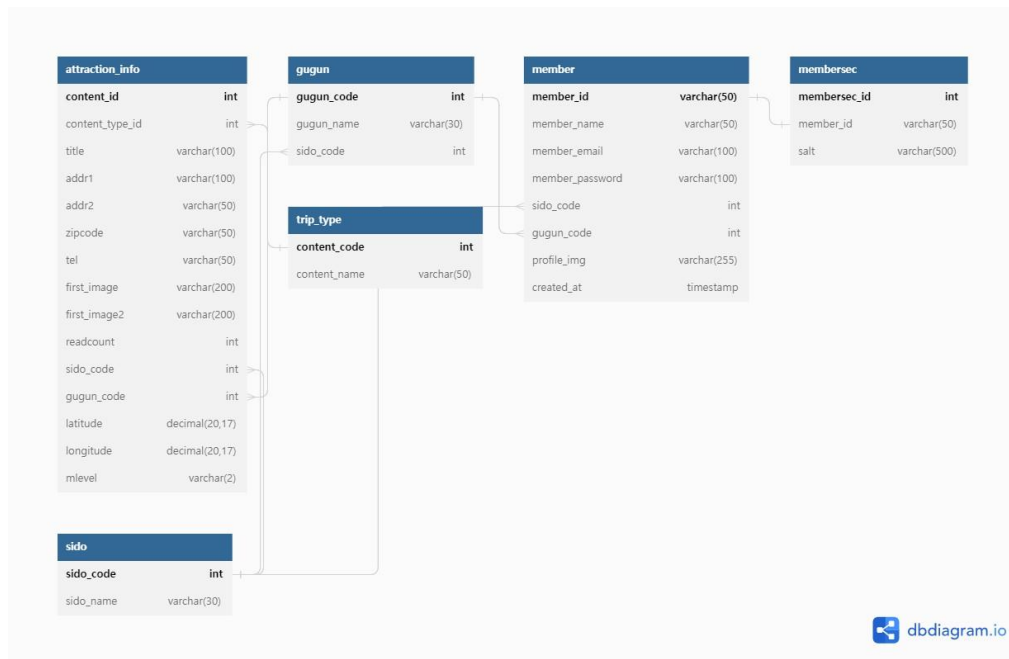 attraction_info
content_id int
content_type_id int
title varchar(100)
addr1 varchar(100)
addr2 varchar(50)
zipcode varchar(50)
tel varchar(50)
first_image varchar(200)
first_image2 varchar(200)
readcount int
sido_code int
gugun_code int
latitude decimal(20,17)
longitude decimal(20,17)
mlevel varchar(2)
gugun
gugun_code int
gugun_name varchar(30)
sido_code int
trip_type
content_code int
content_name varchar(50)
member
member_id varchar(50)
member_name varchar(50)
member_email varchar(100)
member_password varchar(100)
sido_code int
gugun_code int
profile_img varchar(255)
created_at timestamp
membersec
membersec_id int
member_id varchar(50)
salt varchar(500)
sido
sido_code int
sido_name varchar(30)
dbdiagram.io